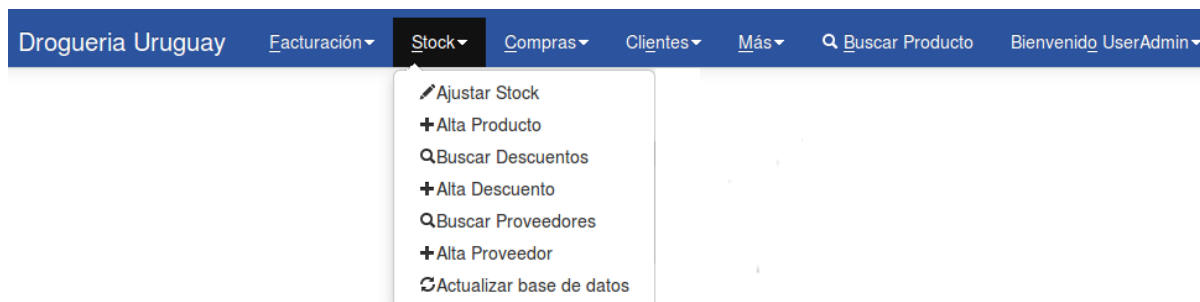 Drogueria Uruguay Facturación Stock Compras Clientes Más Buscar Producto Bienvenido UserAdmin
Ajustar Stock
Alta Producto
Buscar Descuentos
Alta Descuento
Buscar Proveedores
Alta Proveedor
Actualizar base de datos